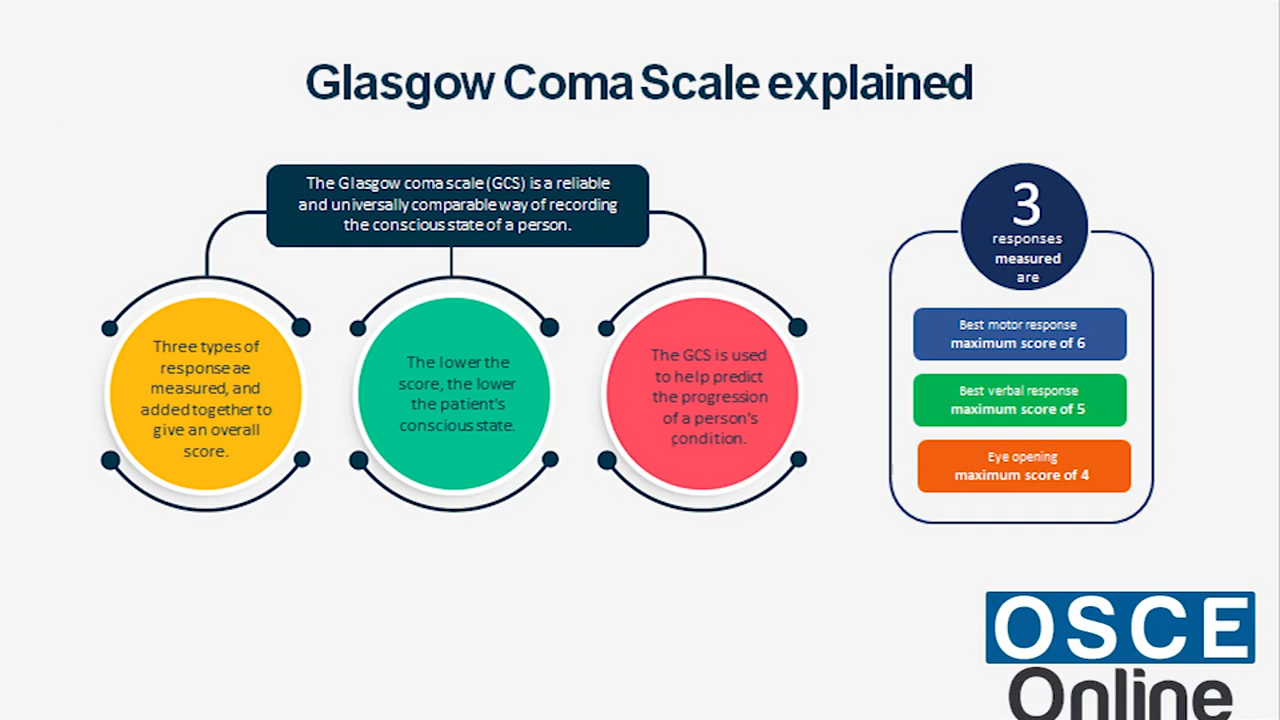 Glasgow Coma Scale explained
The Glasgow coma scale (GCS) is a reliable
and universally comparable way of recording
the conscious state of a person.
Three types of
response ae
measured, and
added together to
give an overall
score.
The lower the
score, the lower
the patient's
conscious state.
The GCS is used
to help predict
the progression
of a person's
condition.
3
responses
measured
are
Best motor response
maximum score of 6
Best verbal response
maximum score of 5
Eye opening
maximum score of 4
OSCE
Online